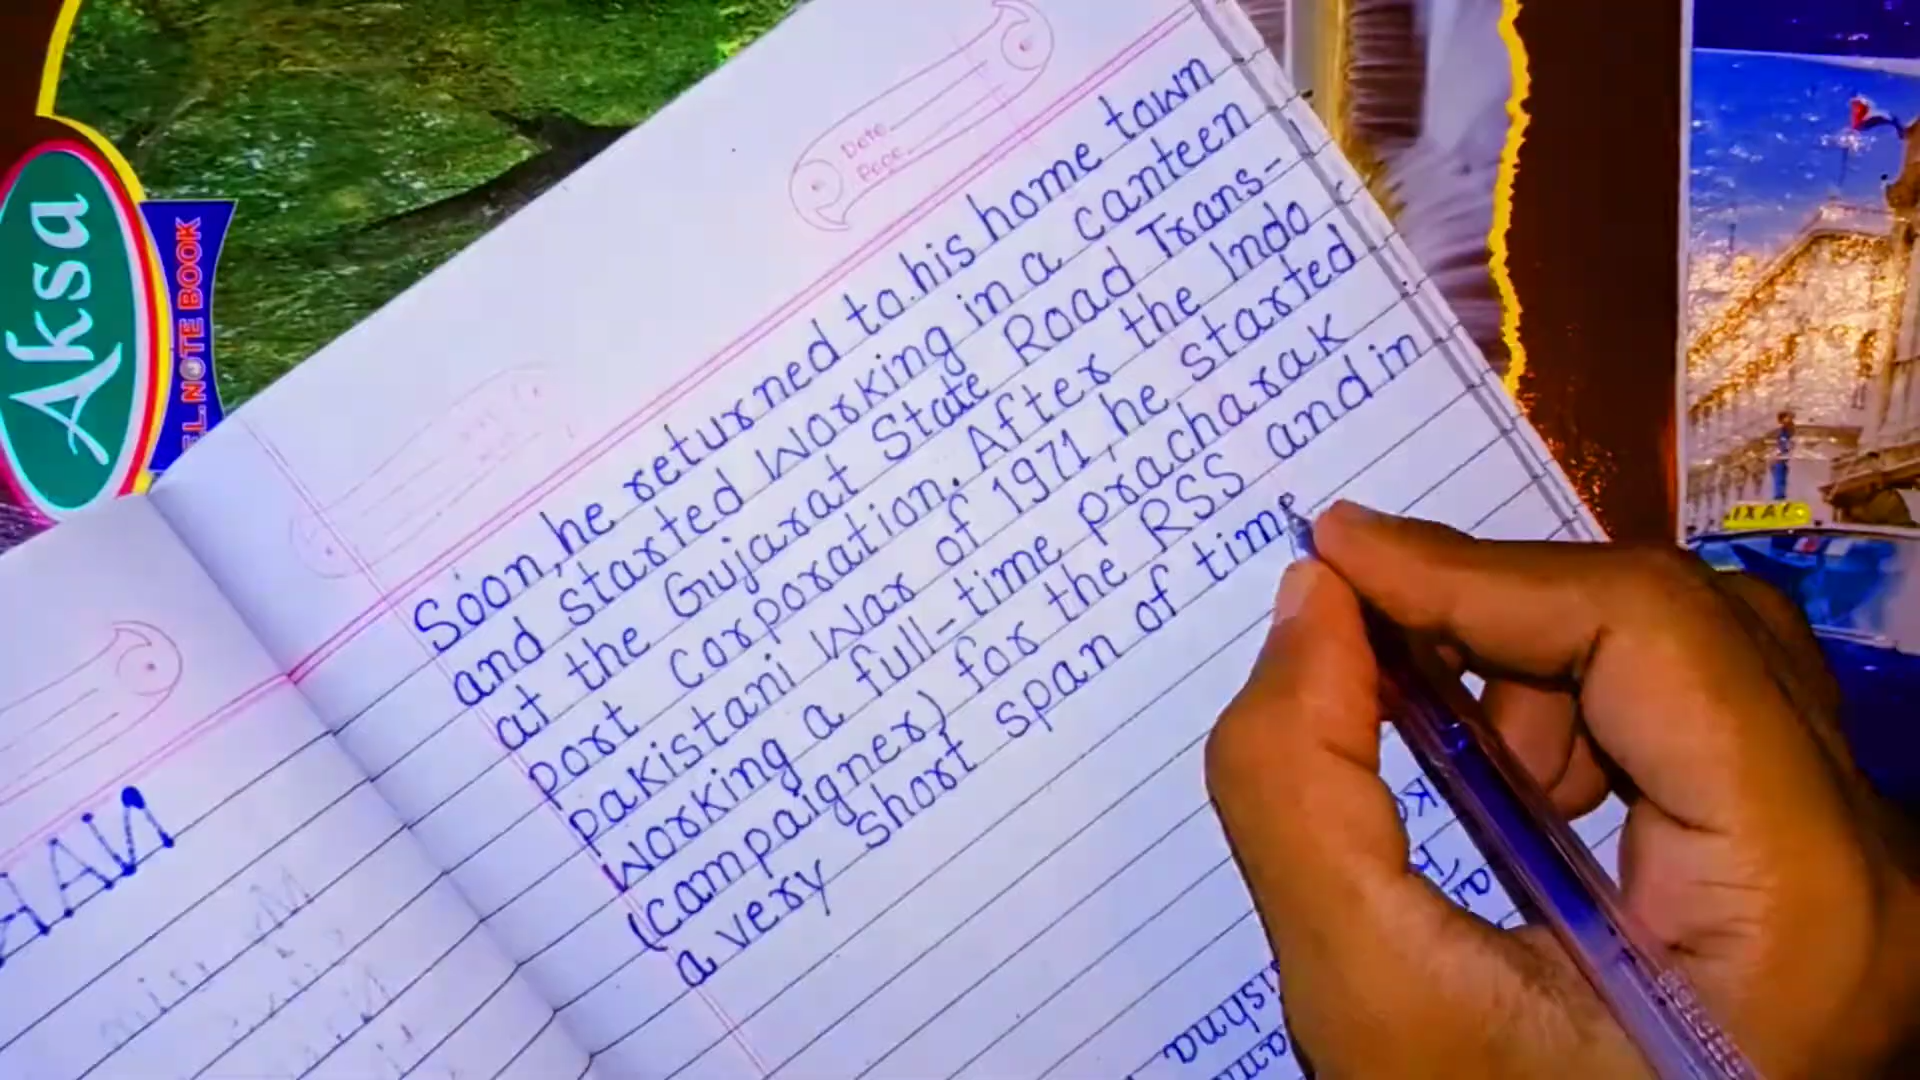 Aksa
NOTE BOOK
Date
Page
Soon, he returned to his home town
and started working in a canteen
at the Gujarat State Road Trans-
port Corporation. After the Indo
pakistani War of 1971, he started
working a full-time pracharak
(campaigner) for the RSS and in
a very short span of time